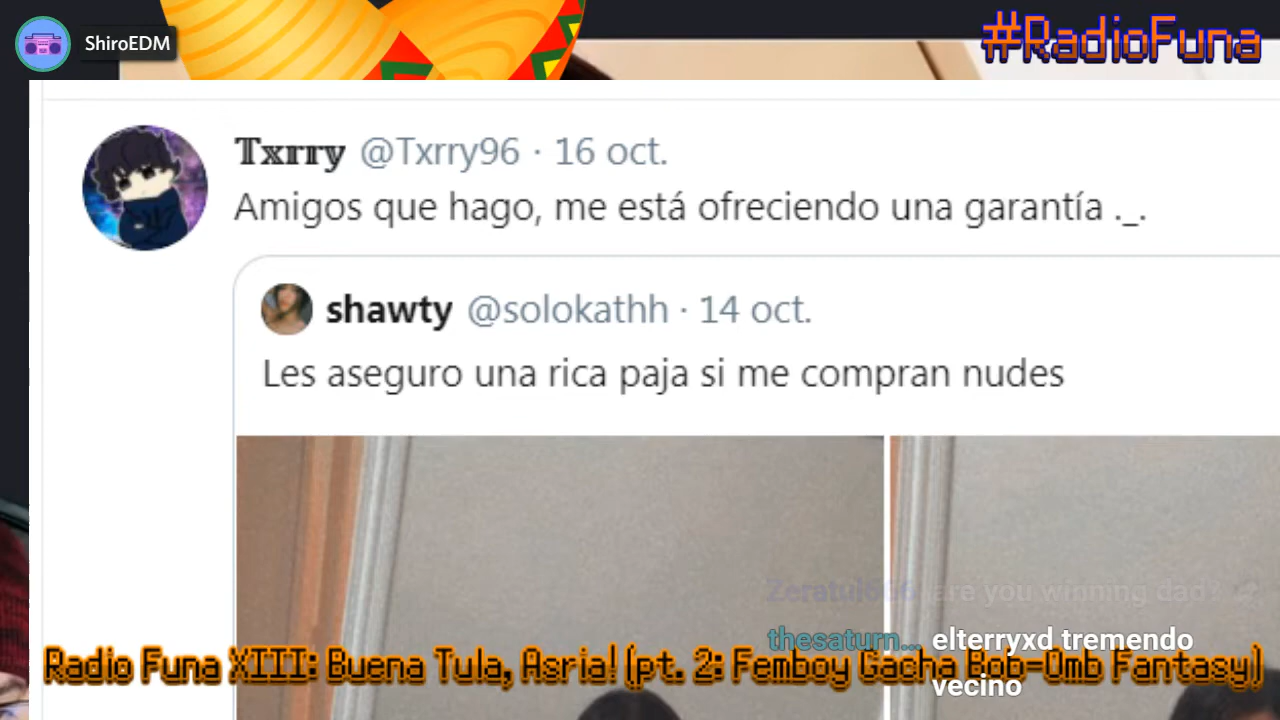 ShiroEDM
#RadioFuna
Txrry @Txrry96 · 16 oct.
Amigos que hago, me está ofreciendo una garantía ._.
shawty @solokathh · 14 oct.
Les aseguro una rica paja si me compran nudes
Zeratul666 are you winning dad?
thesaturn... elterryxd tremendo
vecino
Radio Funa XIII: Buena Tula, Asria! (pt. 2: Femboy Gacha Bob-Omb Fantasy)